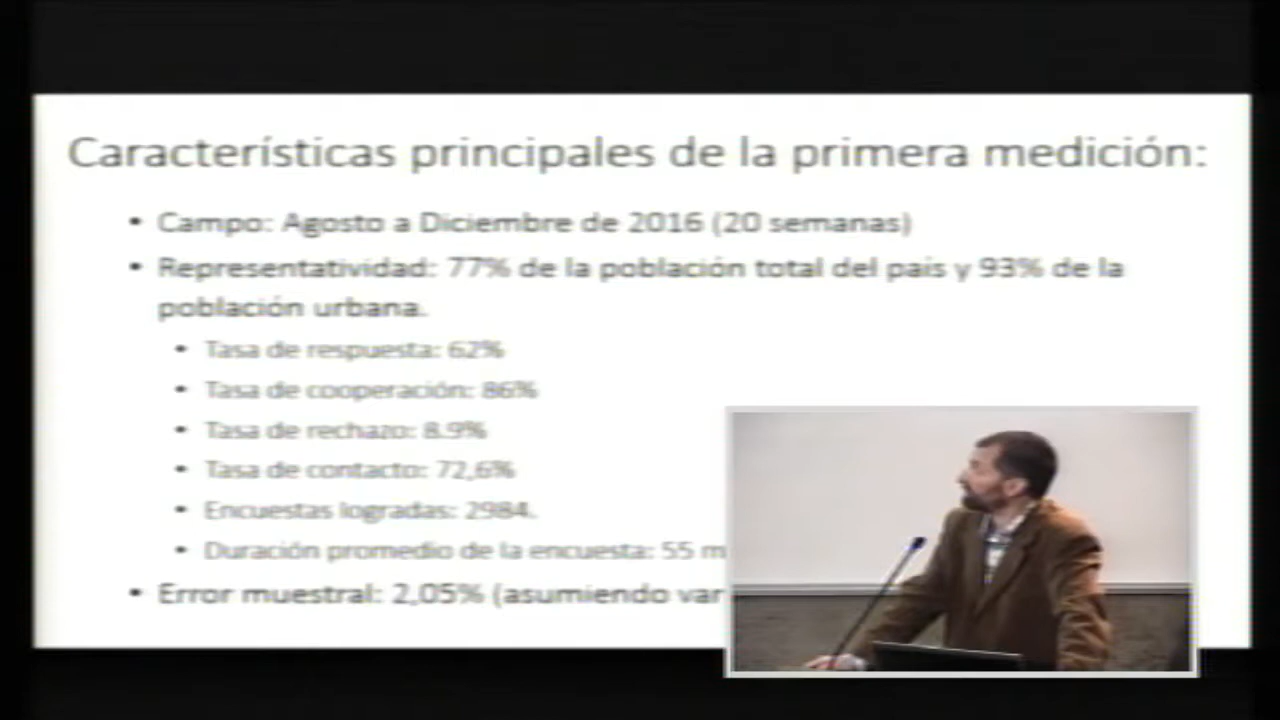 Características principales de la primera medición:
• Campo: Agosto a Diciembre de 2016 (20 semanas)
• Representatividad: 77% de la población total del país y 93% de la
población urbana.
• Tasa de respuesta: 62%
• Tasa de cooperación: 86%
• Tasa de rechazo: 8.9%
• Tasa de contacto: 72,6%
• Encuestas logradas: 2984.
• Duración promedio de la encuesta: 55 m
• Error muestral: 2,05% (asumiendo var